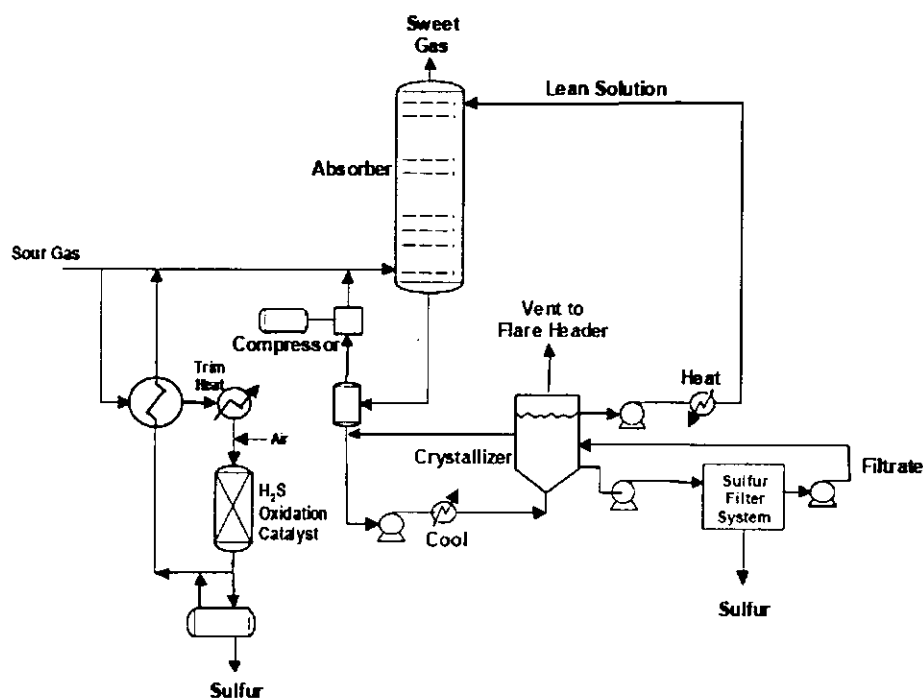 Sweet
Gas
Lean Solution
Absorber
Sour Gas
Vent to
Flare Header
Compressor
Trim
Heat
Heat
Air
Crystallizer
Filtrate
H₂S
Oxidation
Catalyst
Sulfur
Filter
System
Cool
Sulfur
Sulfur